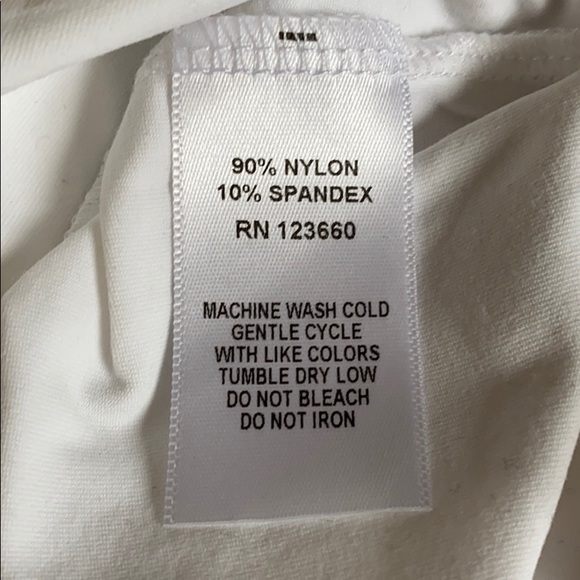 90% NYLON
10% SPANDEX
RN 123660
MACHINE WASH COLD
GENTLE CYCLE
WITH LIKE COLORS
TUMBLE DRY LOW
DO NOT BLEACH
DO NOT IRON